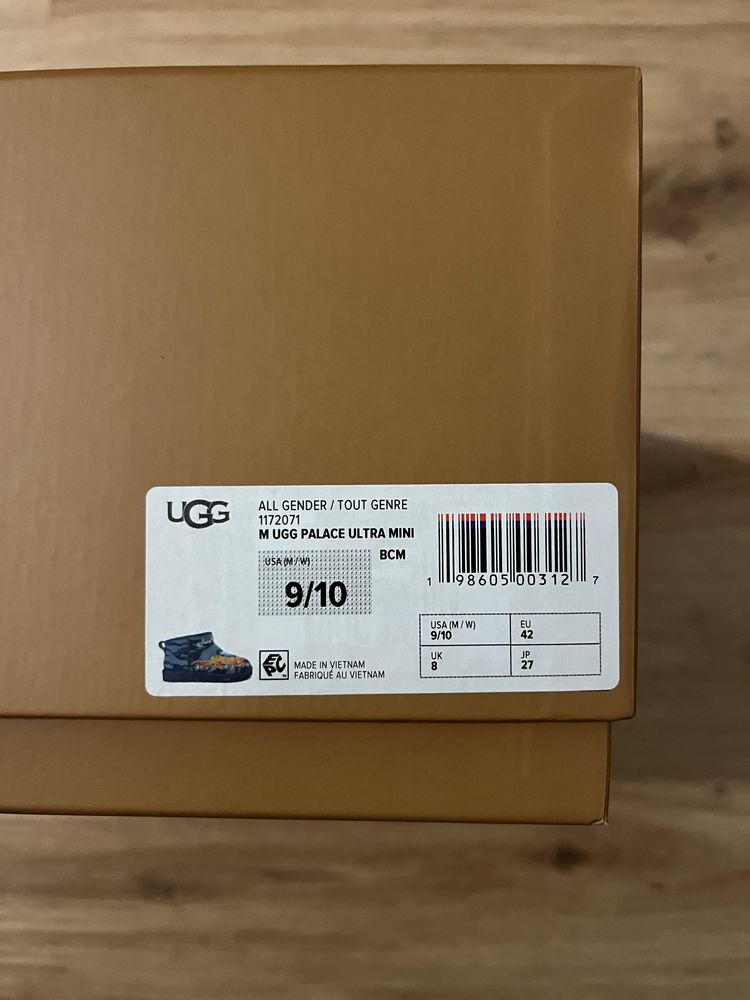 UGG
ALL GENDER / TOUT GENRE
1172071
M UGG PALACE ULTRA MINI
BCM
USA (M / W)
9/10
1 98605 00312 7
USA (M / W)
9/10
EU
42
UK
8
JP
27
MADE IN VIETNAM
FABRIQUÉ AU VIETNAM